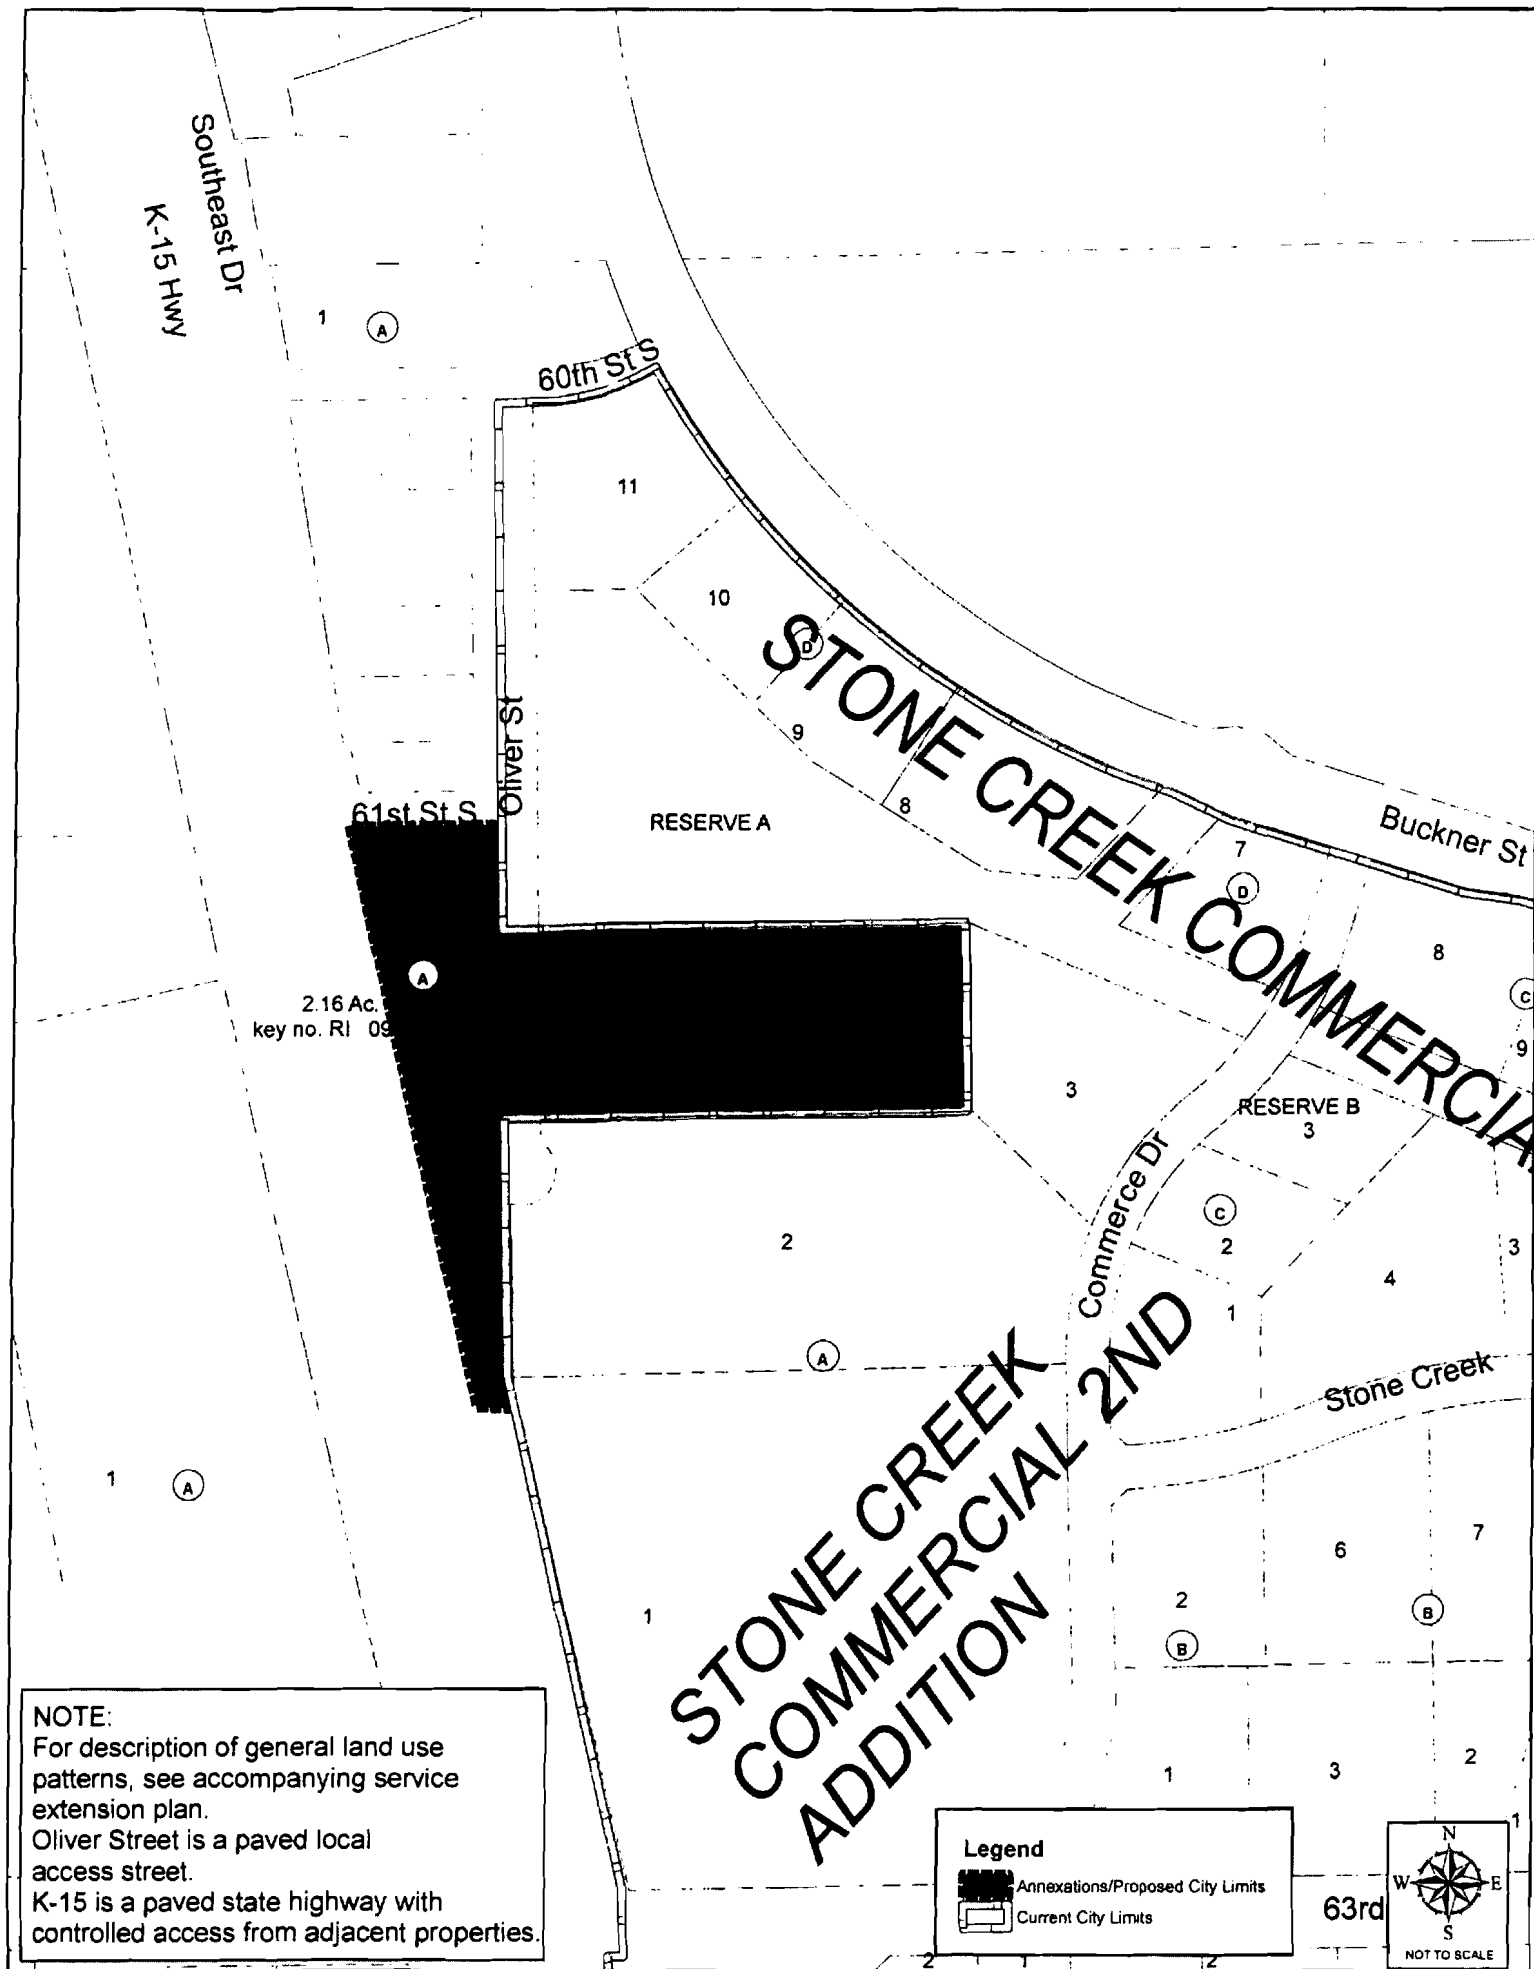 Southeast Dr
K-15 Hwy
1
A
60th St S
11
10
D
STONE CREEK COMMERCIAL
9
8
Oliver St
61st St S
RESERVE A
Buckner St
7
D
8
C
9
A
2.16 Ac.
key no. RI 09
3
RESERVE B
3
Commerce Dr
C
2
2
3
4
1
A
Stone Creek
STONE CREEK
COMMERCIAL 2ND
ADDITION
1
A
1
6
7
2
B
B
1
3
2
1
NOTE:
For description of general land use
patterns, see accompanying service
extension plan.
Oliver Street is a paved local
access street.
K-15 is a paved state highway with
controlled access from adjacent properties.
Legend
Annexations/Proposed City Limits
Current City Limits
63rd
N
W E
S
NOT TO SCALE
2
1
2